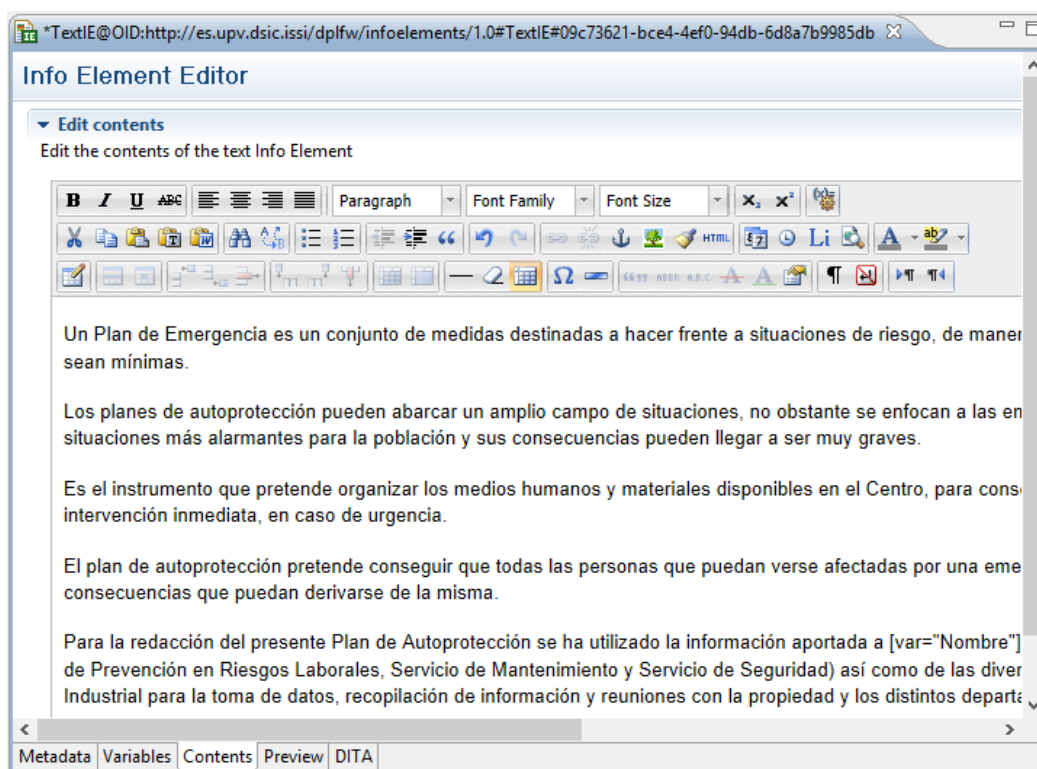 *TextIE@OID:http://es.upv.dsic.issi/dplfw/infoelements/1.0#TextIE#09c73621-bce4-4ef0-94db-6d8a7b9985db
Info Element Editor
Edit contents
Edit the contents of the text Info Element
B I U ABC Paragraph Font Family Font Size x₂ x²
HTML Li A ab
Ω 6699 ABBR A.B.C. A A ¶ ¶ ¶
Un Plan de Emergencia es un conjunto de medidas destinadas a hacer frente a situaciones de riesgo, de maner
sean mínimas.
Los planes de autoprotección pueden abarcar un amplio campo de situaciones, no obstante se enfocan a las en
situaciones más alarmantes para la población y sus consecuencias pueden llegar a ser muy graves.
Es el instrumento que pretende organizar los medios humanos y materiales disponibles en el Centro, para cons
intervención inmediata, en caso de urgencia.
El plan de autoprotección pretende conseguir que todas las personas que puedan verse afectadas por una eme
consecuencias que puedan derivarse de la misma.
Para la redacción del presente Plan de Autoprotección se ha utilizado la información aportada a [var="Nombre"]
de Prevención en Riesgos Laborales, Servicio de Mantenimiento y Servicio de Seguridad) así como de las diver
Industrial para la toma de datos, recopilación de información y reuniones con la propiedad y los distintos departa
Metadata Variables Contents Preview DITA